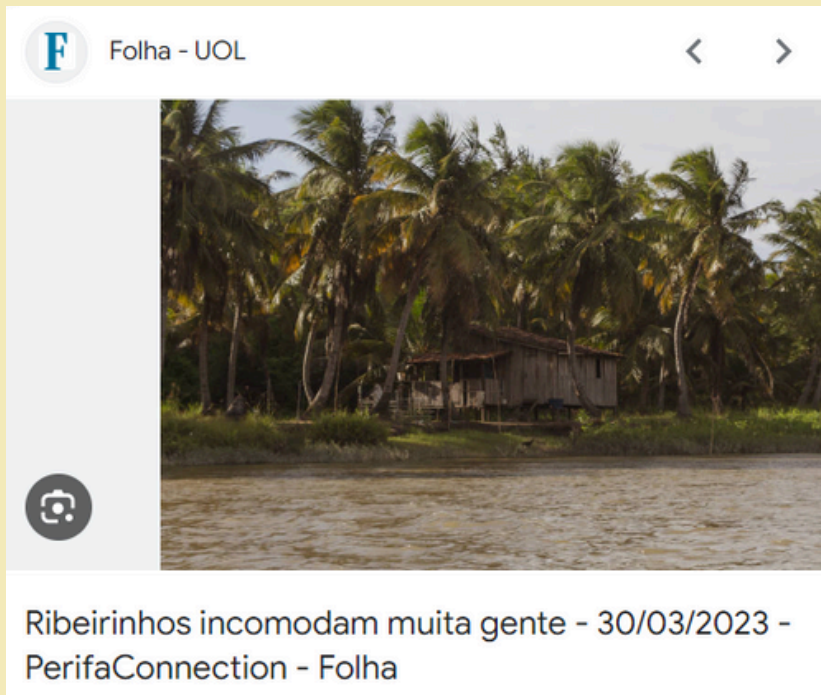 F
Folha - UOL
Ribeirinhos incomodam muita gente - 30/03/2023 -
PerifaConnection - Folha